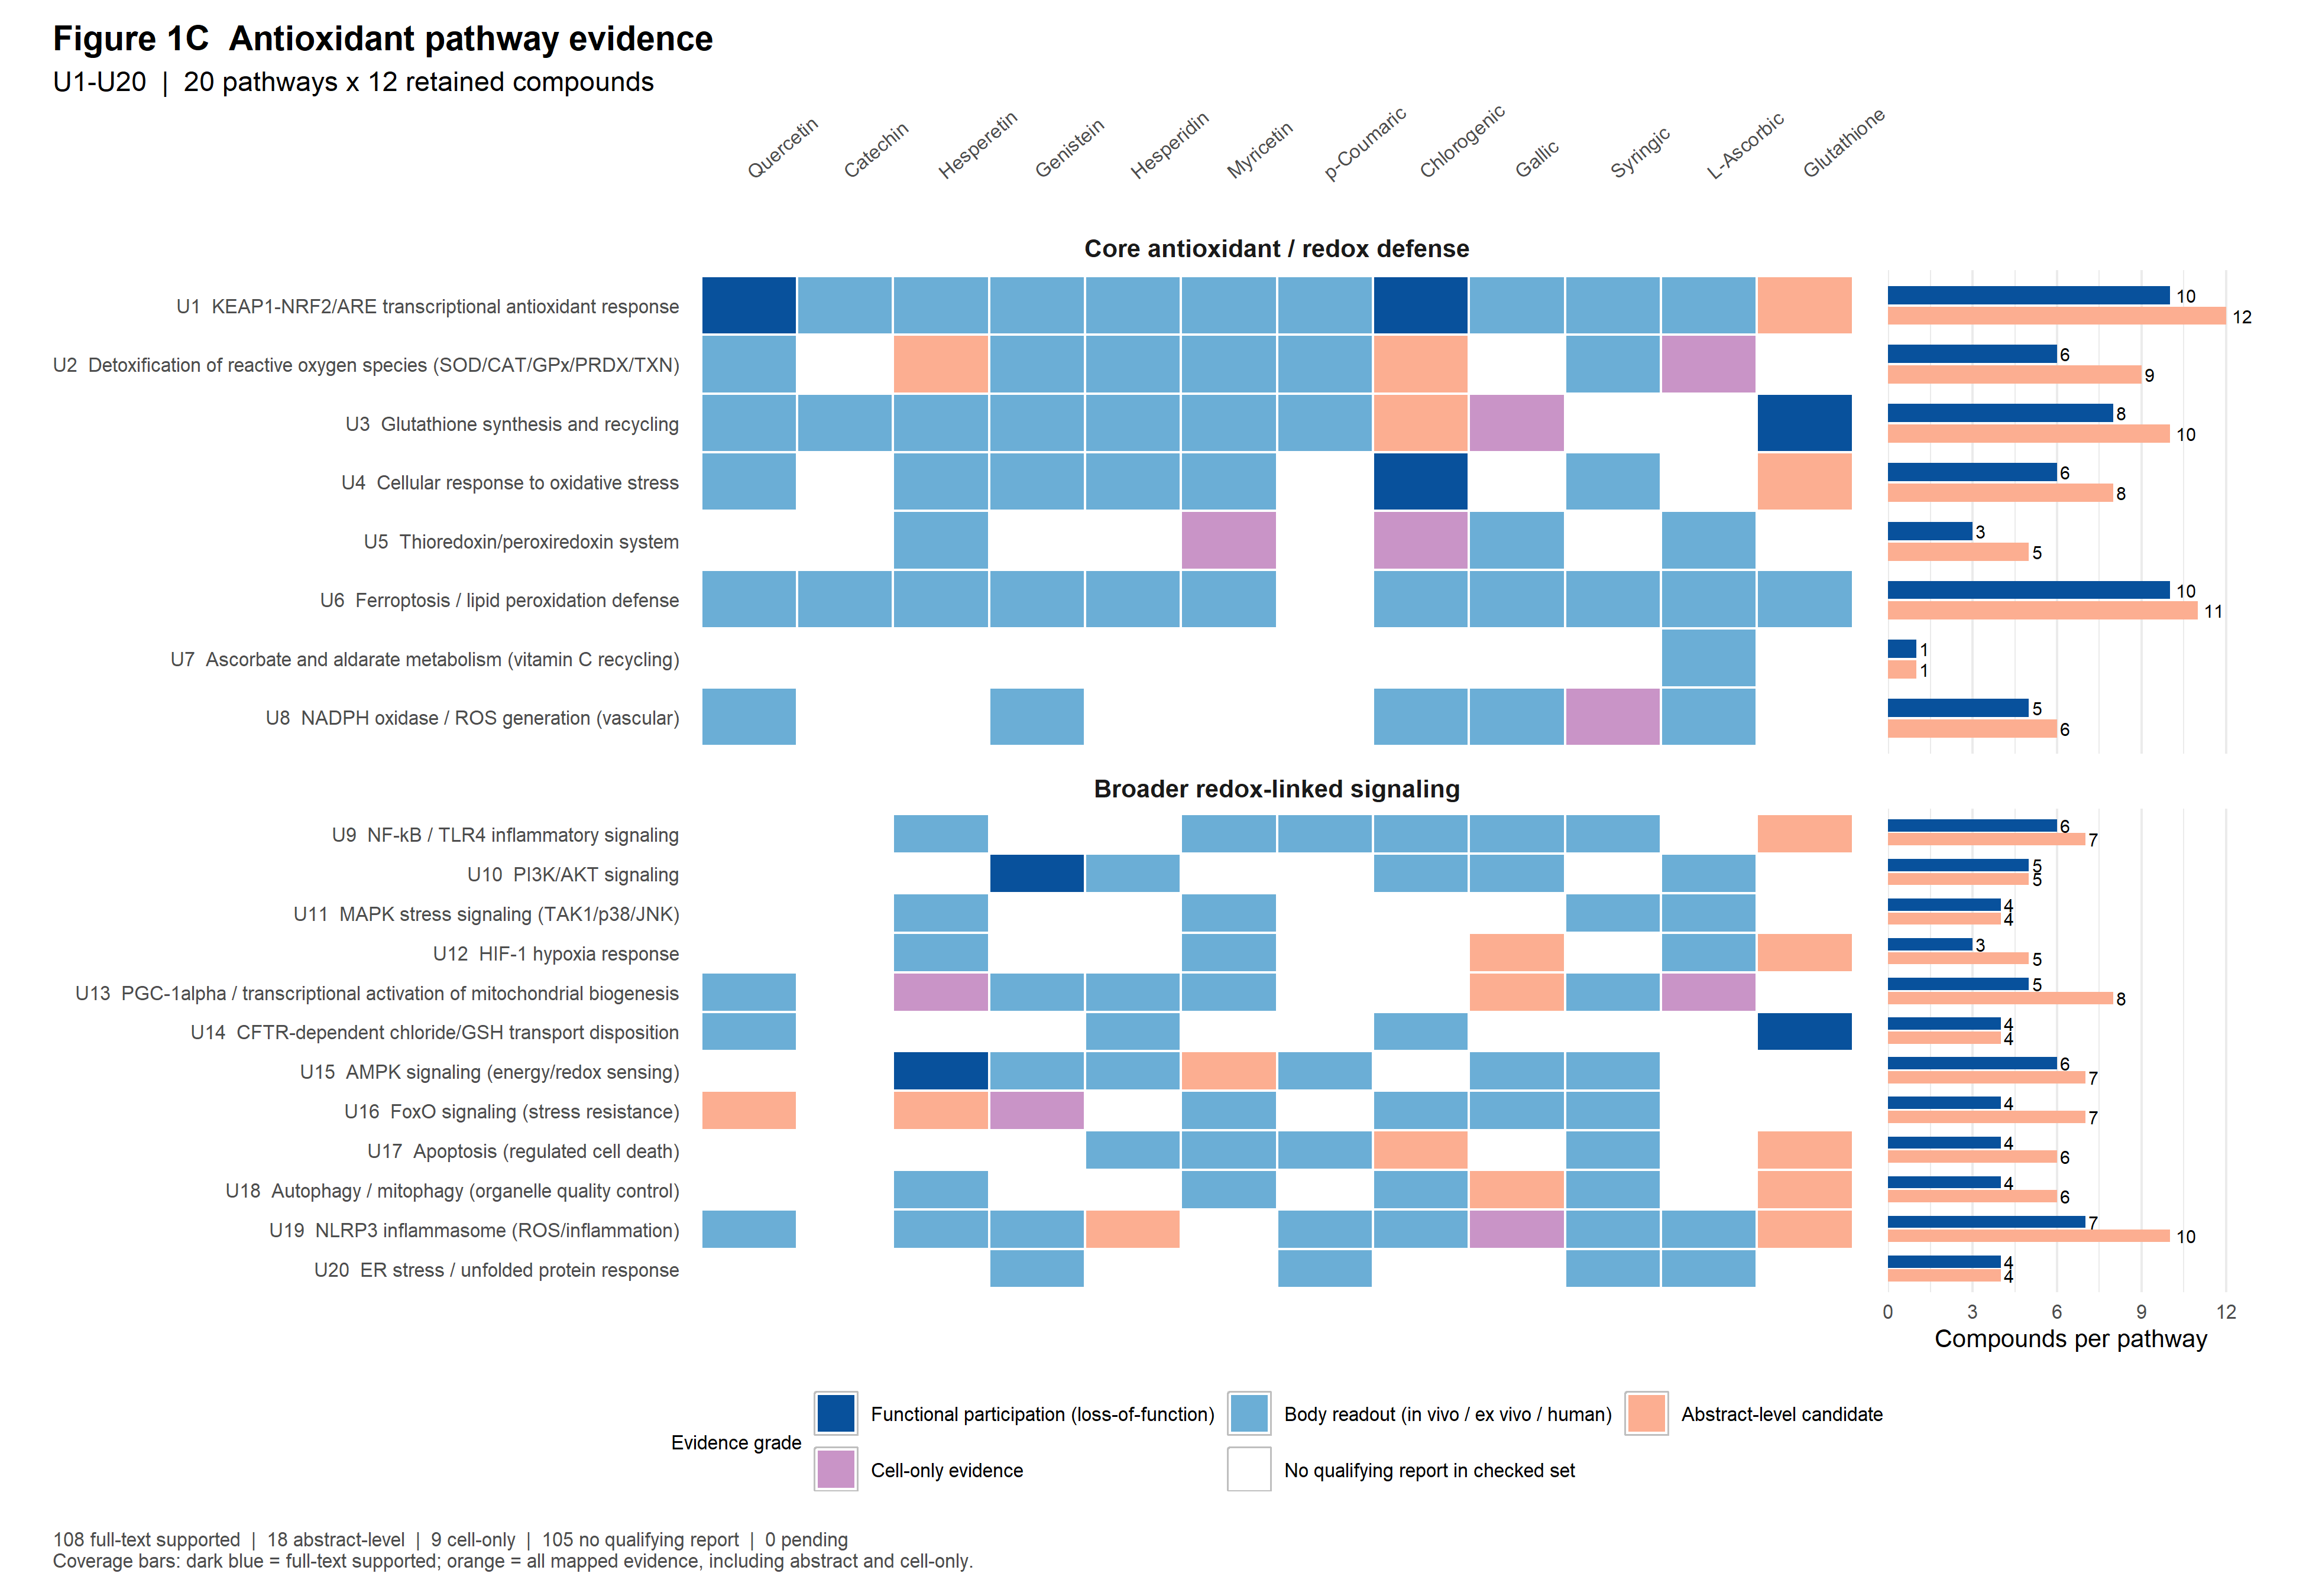 Figure 1C  Antioxidant pathway evidence
U1-U20  |  20 pathways x 12 retained compounds
Quercetin
Catechin
Hesperetin
Genistein
Hesperidin
Myricetin
p-Coumaric
Chlorogenic
Gallic
Syringic
L-Ascorbic
Glutathione
Core antioxidant / redox defense
U1  KEAP1-NRF2/ARE transcriptional antioxidant response
10
12
U2  Detoxification of reactive oxygen species (SOD/CAT/GPx/PRDX/TXN)
6
9
U3  Glutathione synthesis and recycling
8
10
U4  Cellular response to oxidative stress
6
8
U5  Thioredoxin/peroxiredoxin system
3
5
U6  Ferroptosis / lipid peroxidation defense
10
11
U7  Ascorbate and aldarate metabolism (vitamin C recycling)
1
1
U8  NADPH oxidase / ROS generation (vascular)
5
6
Broader redox-linked signaling
U9  NF-kB / TLR4 inflammatory signaling
6
7
U10  PI3K/AKT signaling
5
5
U11  MAPK stress signaling (TAK1/p38/JNK)
4
4
U12  HIF-1 hypoxia response
3
5
U13  PGC-1alpha / transcriptional activation of mitochondrial biogenesis
5
8
U14  CFTR-dependent chloride/GSH transport disposition
4
4
U15  AMPK signaling (energy/redox sensing)
6
7
U16  FoxO signaling (stress resistance)
4
7
U17  Apoptosis (regulated cell death)
4
6
U18  Autophagy / mitophagy (organelle quality control)
4
6
U19  NLRP3 inflammasome (ROS/inflammation)
7
10
U20  ER stress / unfolded protein response
4
4
0 3 6 9 12
Compounds per pathway
Evidence grade
Functional participation (loss-of-function)
Body readout (in vivo / ex vivo / human)
Abstract-level candidate
Cell-only evidence
No qualifying report in checked set
108 full-text supported  |  18 abstract-level  |  9 cell-only  |  105 no qualifying report  |  0 pending
Coverage bars: dark blue = full-text supported; orange = all mapped evidence, including abstract and cell-only.